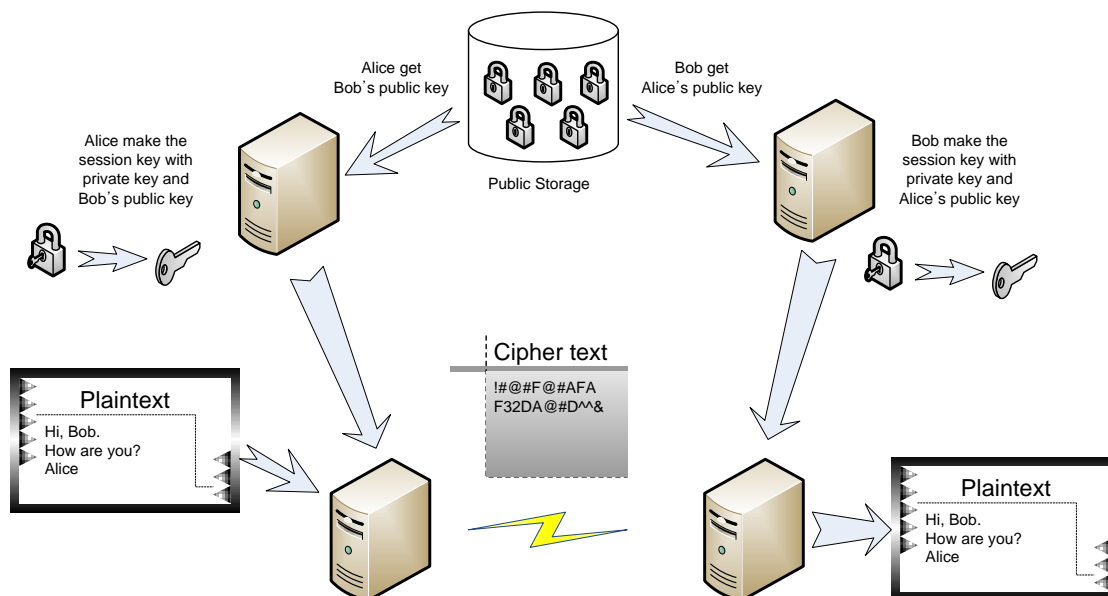 Alice get
Bob's public key
Bob get
Alice's public key
Alice make the
session key with
private key and
Bob's public key
Public Storage
Bob make the
session key with
private key and
Alice's public key
Cipher text
!#@#F@#AFA
F32DA@#D^^&
Plaintext
Hi, Bob.
How are you?
Alice
Plaintext
Hi, Bob.
How are you?
Alice